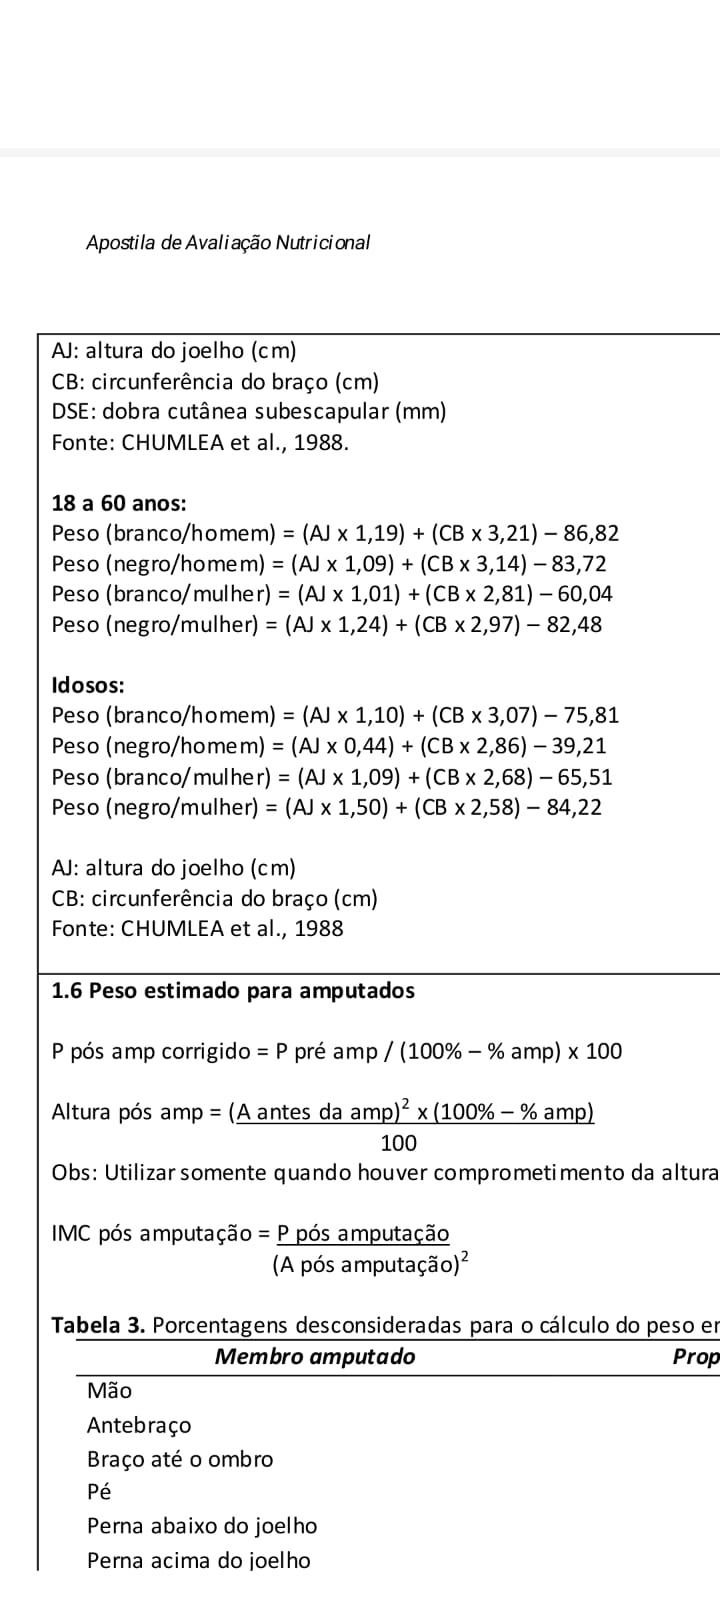 Apostila de Avaliação Nutricional
AJ: altura do joelho (cm)
CB: circunferência do braço (cm)
DSE: dobra cutânea subescapular (mm)
Fonte: CHUMLEA et al., 1988.
18 a 60 anos:
Peso (branco/homem) = (AJ x 1,19) + (CB x 3,21) – 86,82
Peso (negro/homem) = (AJ x 1,09) + (CB x 3,14) – 83,72
Peso (branco/mulher) = (AJ x 1,01) + (CB x 2,81) – 60,04
Peso (negro/mulher) = (AJ x 1,24) + (CB x 2,97) – 82,48
Idosos:
Peso (branco/homem) = (AJ x 1,10) + (CB x 3,07) – 75,81
Peso (negro/homem) = (AJ x 0,44) + (CB x 2,86) – 39,21
Peso (branco/mulher) = (AJ x 1,09) + (CB x 2,68) – 65,51
Peso (negro/mulher) = (AJ x 1,50) + (CB x 2,58) – 84,22
AJ: altura do joelho (cm)
CB: circunferência do braço (cm)
Fonte: CHUMLEA et al., 1988
1.6 Peso estimado para amputados
P pós amp corrigido = P pré amp / (100% – % amp) x 100
Altura pós amp = (A antes da amp)² x (100% – % amp)
100
Obs: Utilizar somente quando houver comprometimento da altura
IMC pós amputação = P pós amputação
(A pós amputação)²
Tabela 3. Porcentagens desconsideradas para o cálculo do peso
Membro amputado Prop
Mão
Antebraço
Braço até o ombro
Pé
Perna abaixo do joelho
Perna acima do joelho